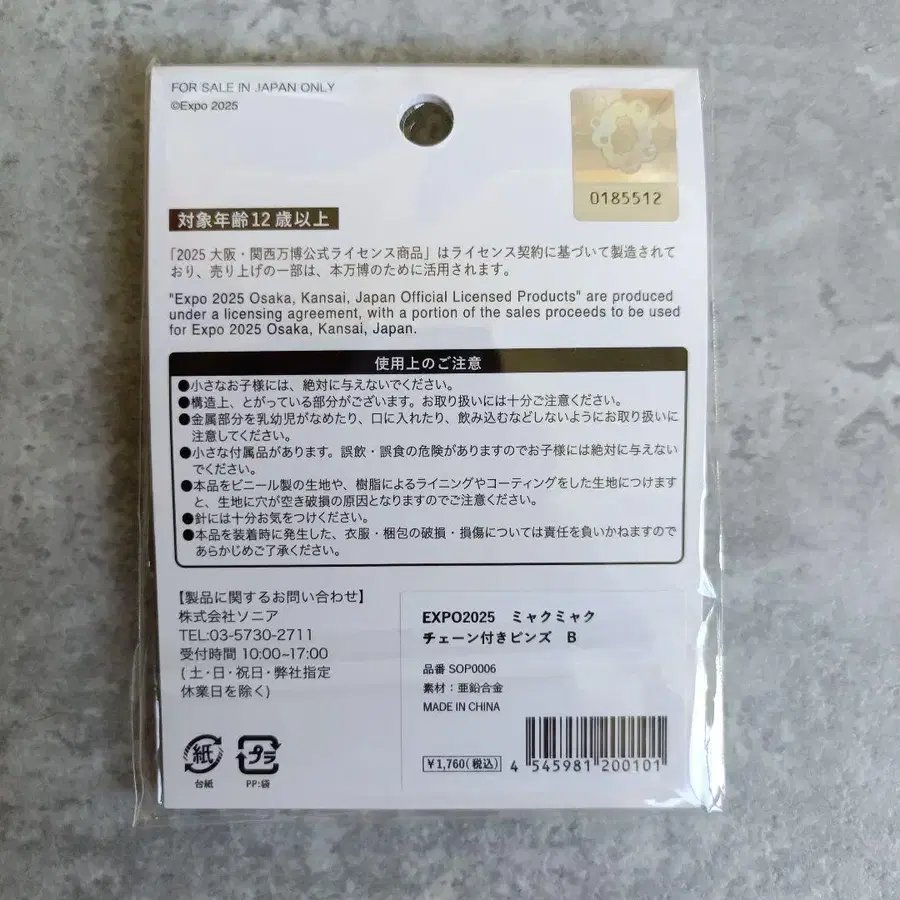 FOR SALE IN JAPAN ONLY
©Expo 2025
0185512
対象年齢12歳以上
「2025 大阪・関西万博公式ライセンス商品」はライセンス契約に基づいて製造されて
おり、売り上げの一部は、本万博のために活用されます。
"Expo 2025 Osaka, Kansai, Japan Official Licensed Products" are produced
under a licensing agreement, with a portion of the sales proceeds to be used
for Expo 2025 Osaka, Kansai, Japan.
使用上のご注意
●小さなお子様には、絶対に与えないでください。
●構造上、とがっている部分がございます。お取り扱いには十分ご注意ください。
●金属部分を乳幼児がなめたり、口に入れたり、飲み込むなどしないようにお取り扱いに
注意してください。
●小さな付属品があります。誤飲・誤食の危険がありますのでお子様には絶対に与えない
でください。
●本品をビニール製の生地や、樹脂によるライニングやコーティングをした生地につけます
と、生地に穴が空き破損の原因となりますのでご注意ください。
●針には十分お気をつけください。
●本品を装着時に発生した、衣服・梱包の破損・損傷については責任を負いかねますので
あらかじめご了承ください。
【製品に関するお問い合わせ】
株式会社ソニア
TEL:03-5730-2711
受付時間 10:00~17:00
(土・日・祝日・弊社指定
休業日を除く)
紙
台紙
プラ
PP:袋
EXPO2025 ミャクミャク
チェーン付きピンズ B
品番 SOP0006
素材:亜鉛合金
MADE IN CHINA
¥1,760(税込)
4 545981 200101